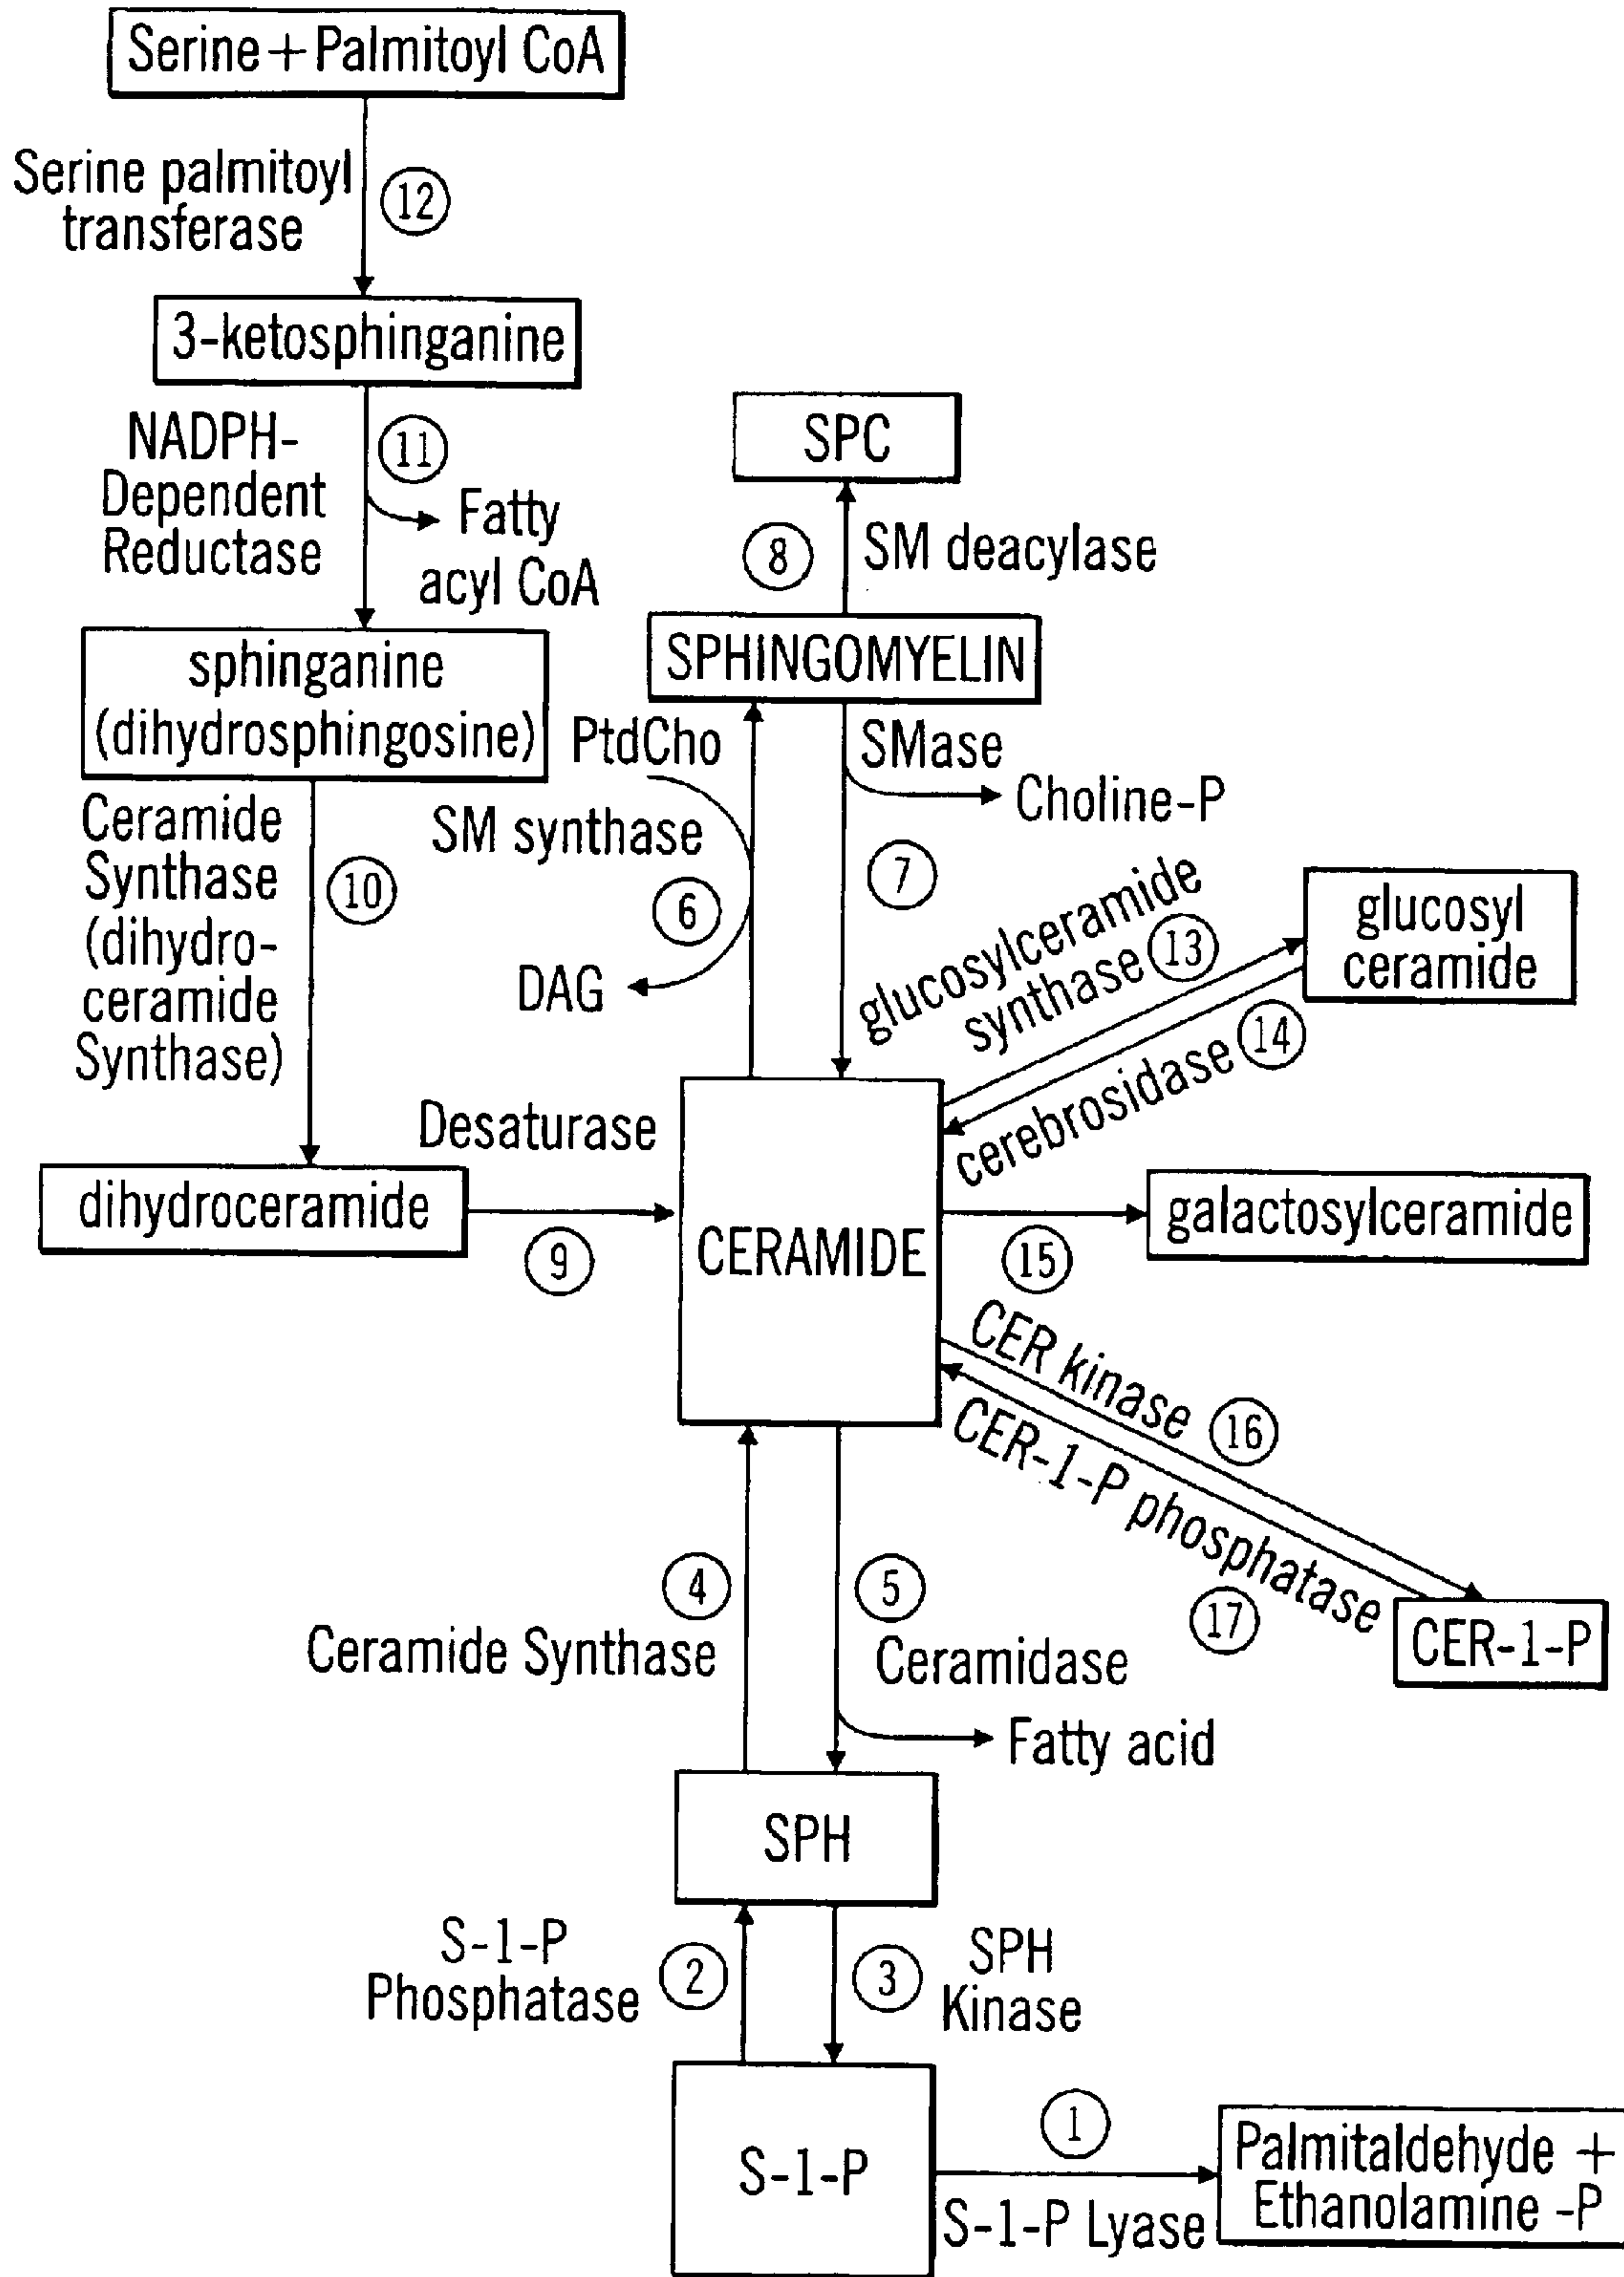 Serine+Palmitoyl CoA
Serine palmitoyl
transferase
12
3-ketosphinganine
NADPH-
Dependent
Reductase
11
Fatty
acyl CoA
sphinganine
(dihydrosphingosine)
Ceramide
Synthase
(dihydro-
ceramide
Synthase)
10
dihydroceramide
Desaturase
9
SPC
8
SM deacylase
SPHINGOMYELIN
PtdCho
SM synthase
6
DAG
SMase
Choline-P
7
glucosylceramide
synthase 13
cerebrosidase 14
glucosyl
ceramide
CERAMIDE
15
galactosylceramide
CER kinase 16
CER-1-P phosphatase
17
CER-1-P
4
Ceramide Synthase
5
Ceramidase
Fatty acid
SPH
S-1-P
Phosphatase
2
3
SPH
Kinase
S-1-P
1
S-1-P Lyase
Palmitaldehyde +
Ethanolamine -P